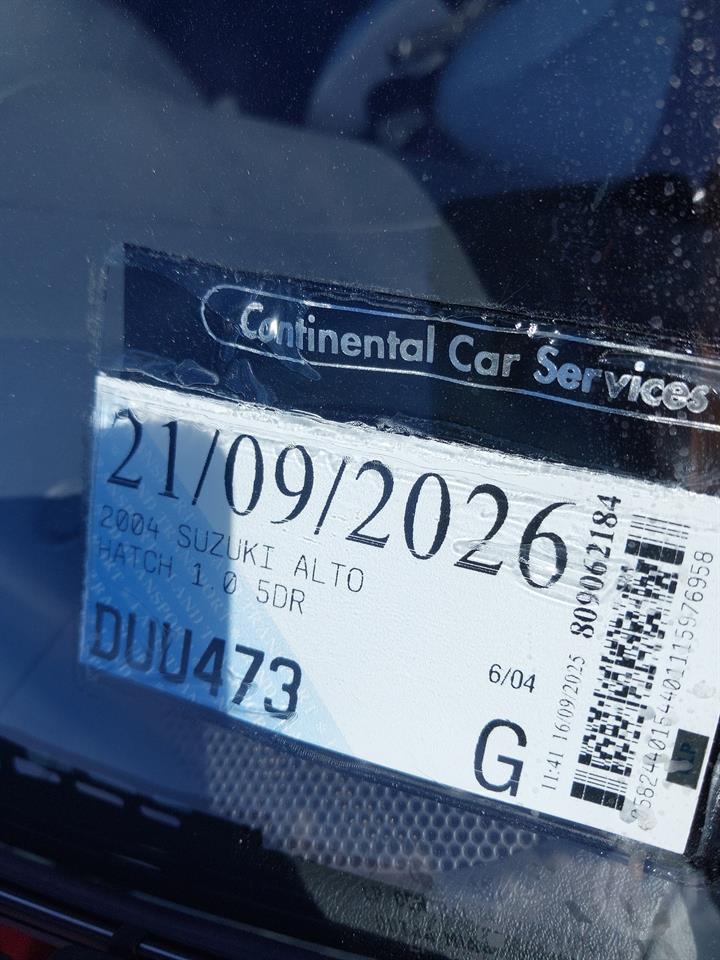 Continental Car Services
21/09/2026
2004 SUZUKI ALTO
HATCH 1.0 5DR
DUU473
6/04
G
11:41 16/09/2025
809062184